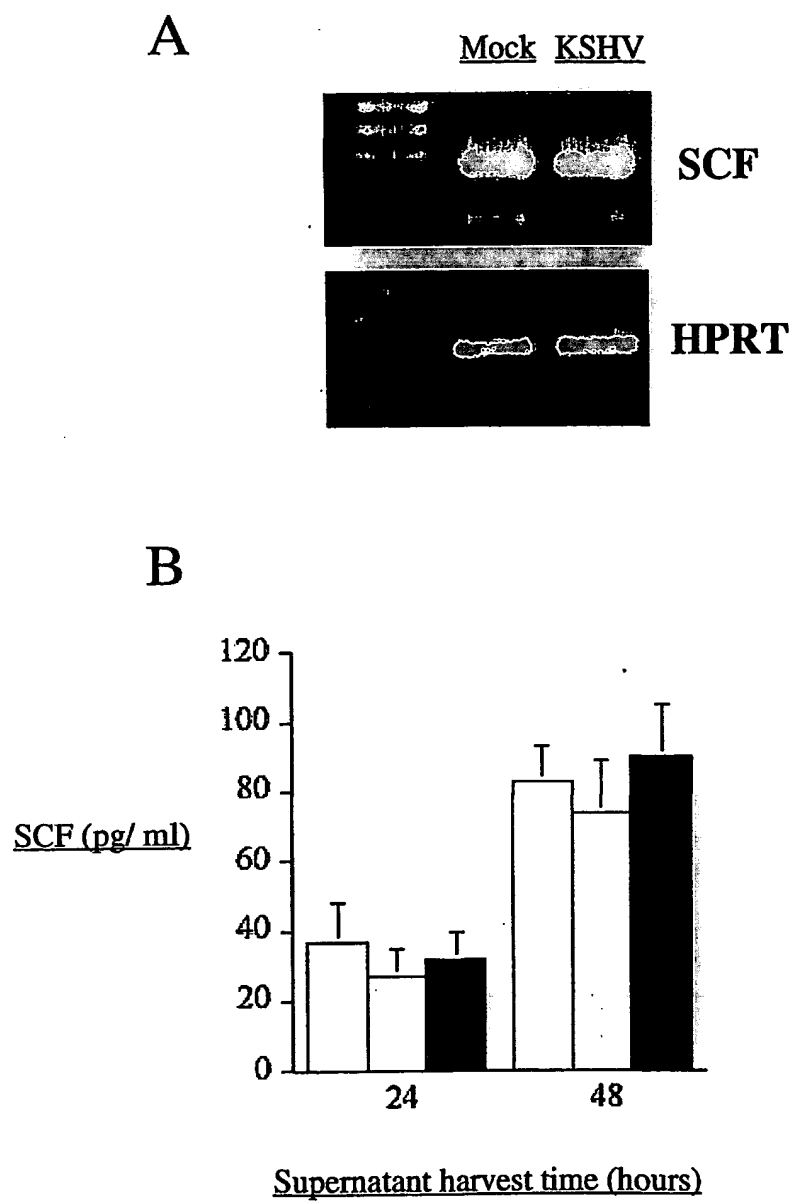 A
Mock KSHV
SCF
HPRT
B
120
100
80
60
40
20
0
SCF (pg/ ml)
24 48
Supernatant harvest time (hours)